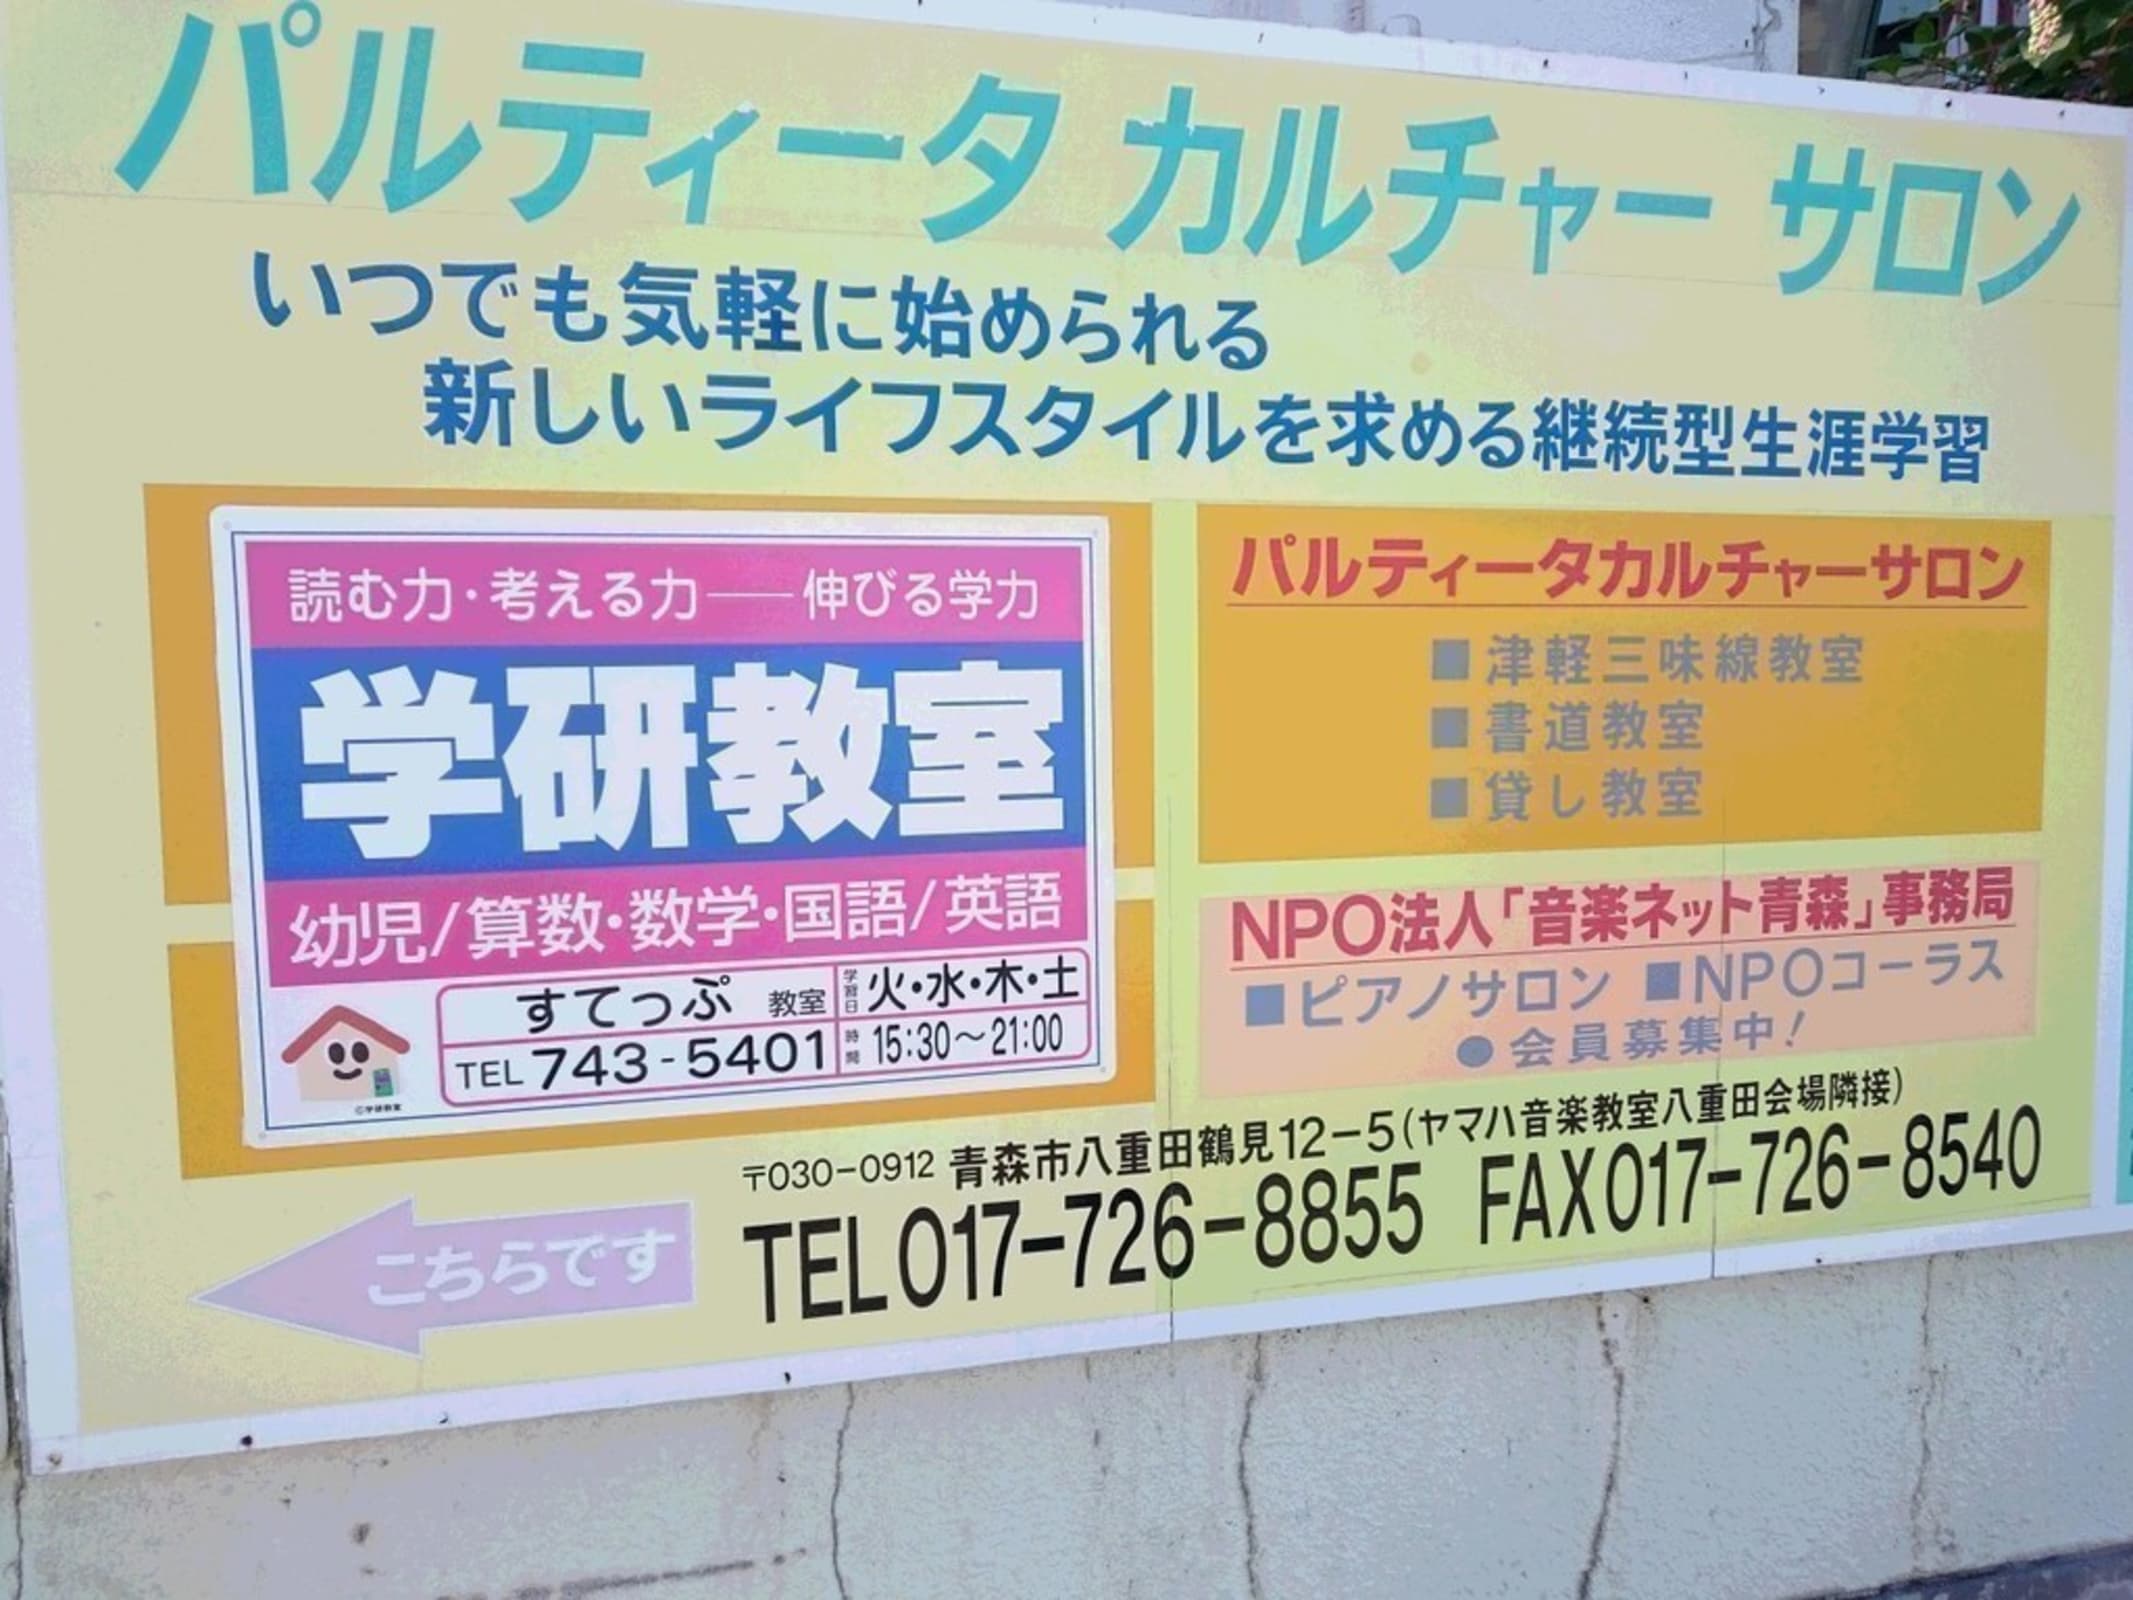 パルティータ カルチャー サロン
いつでも気軽に始められる
新しいライフスタイルを求める継続型生涯学習
読む力・考える力――伸びる学力
学研教室
幼児/算数・数学・国語/英語
すてっぷ 教室
学習日 火・水・木・土
TEL 743-5401
時間 15:30～21:00
©学研教室
パルティータカルチャーサロン
■津軽三味線教室
■書道教室
■貸し教室
NPO法人「音楽ネット青森」事務局
■ピアノサロン ■NPOコーラス
●会員募集中!
〒030-0912 青森市八重田鶴見12-5(ヤマハ音楽教室八重田会場隣接)
TEL017-726-8855 FAX017-726-8540
こちらです